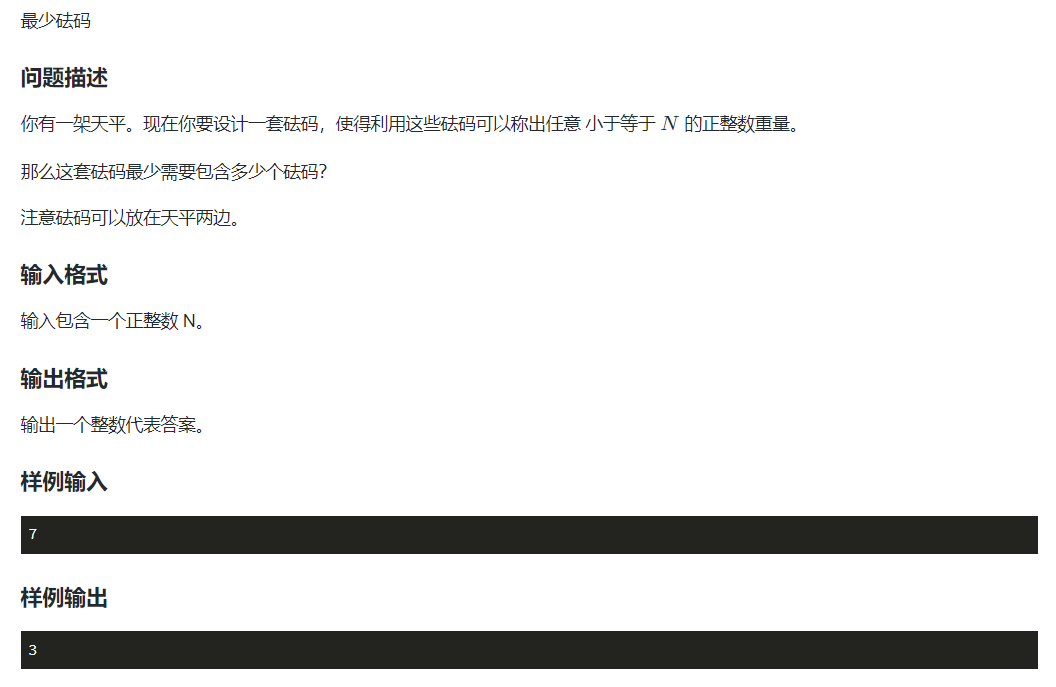 最少砝码
问题描述
你有一架天平。现在你要设计一套砝码，使得利用这些砝码可以称出任意 小于等于 N 的正整数重量。
那么这套砝码最少需要包含多少个砝码？
注意砝码可以放在天平两边。
输入格式
输入包含一个正整数 N。
输出格式
输出一个整数代表答案。
样例输入
7
样例输出
3